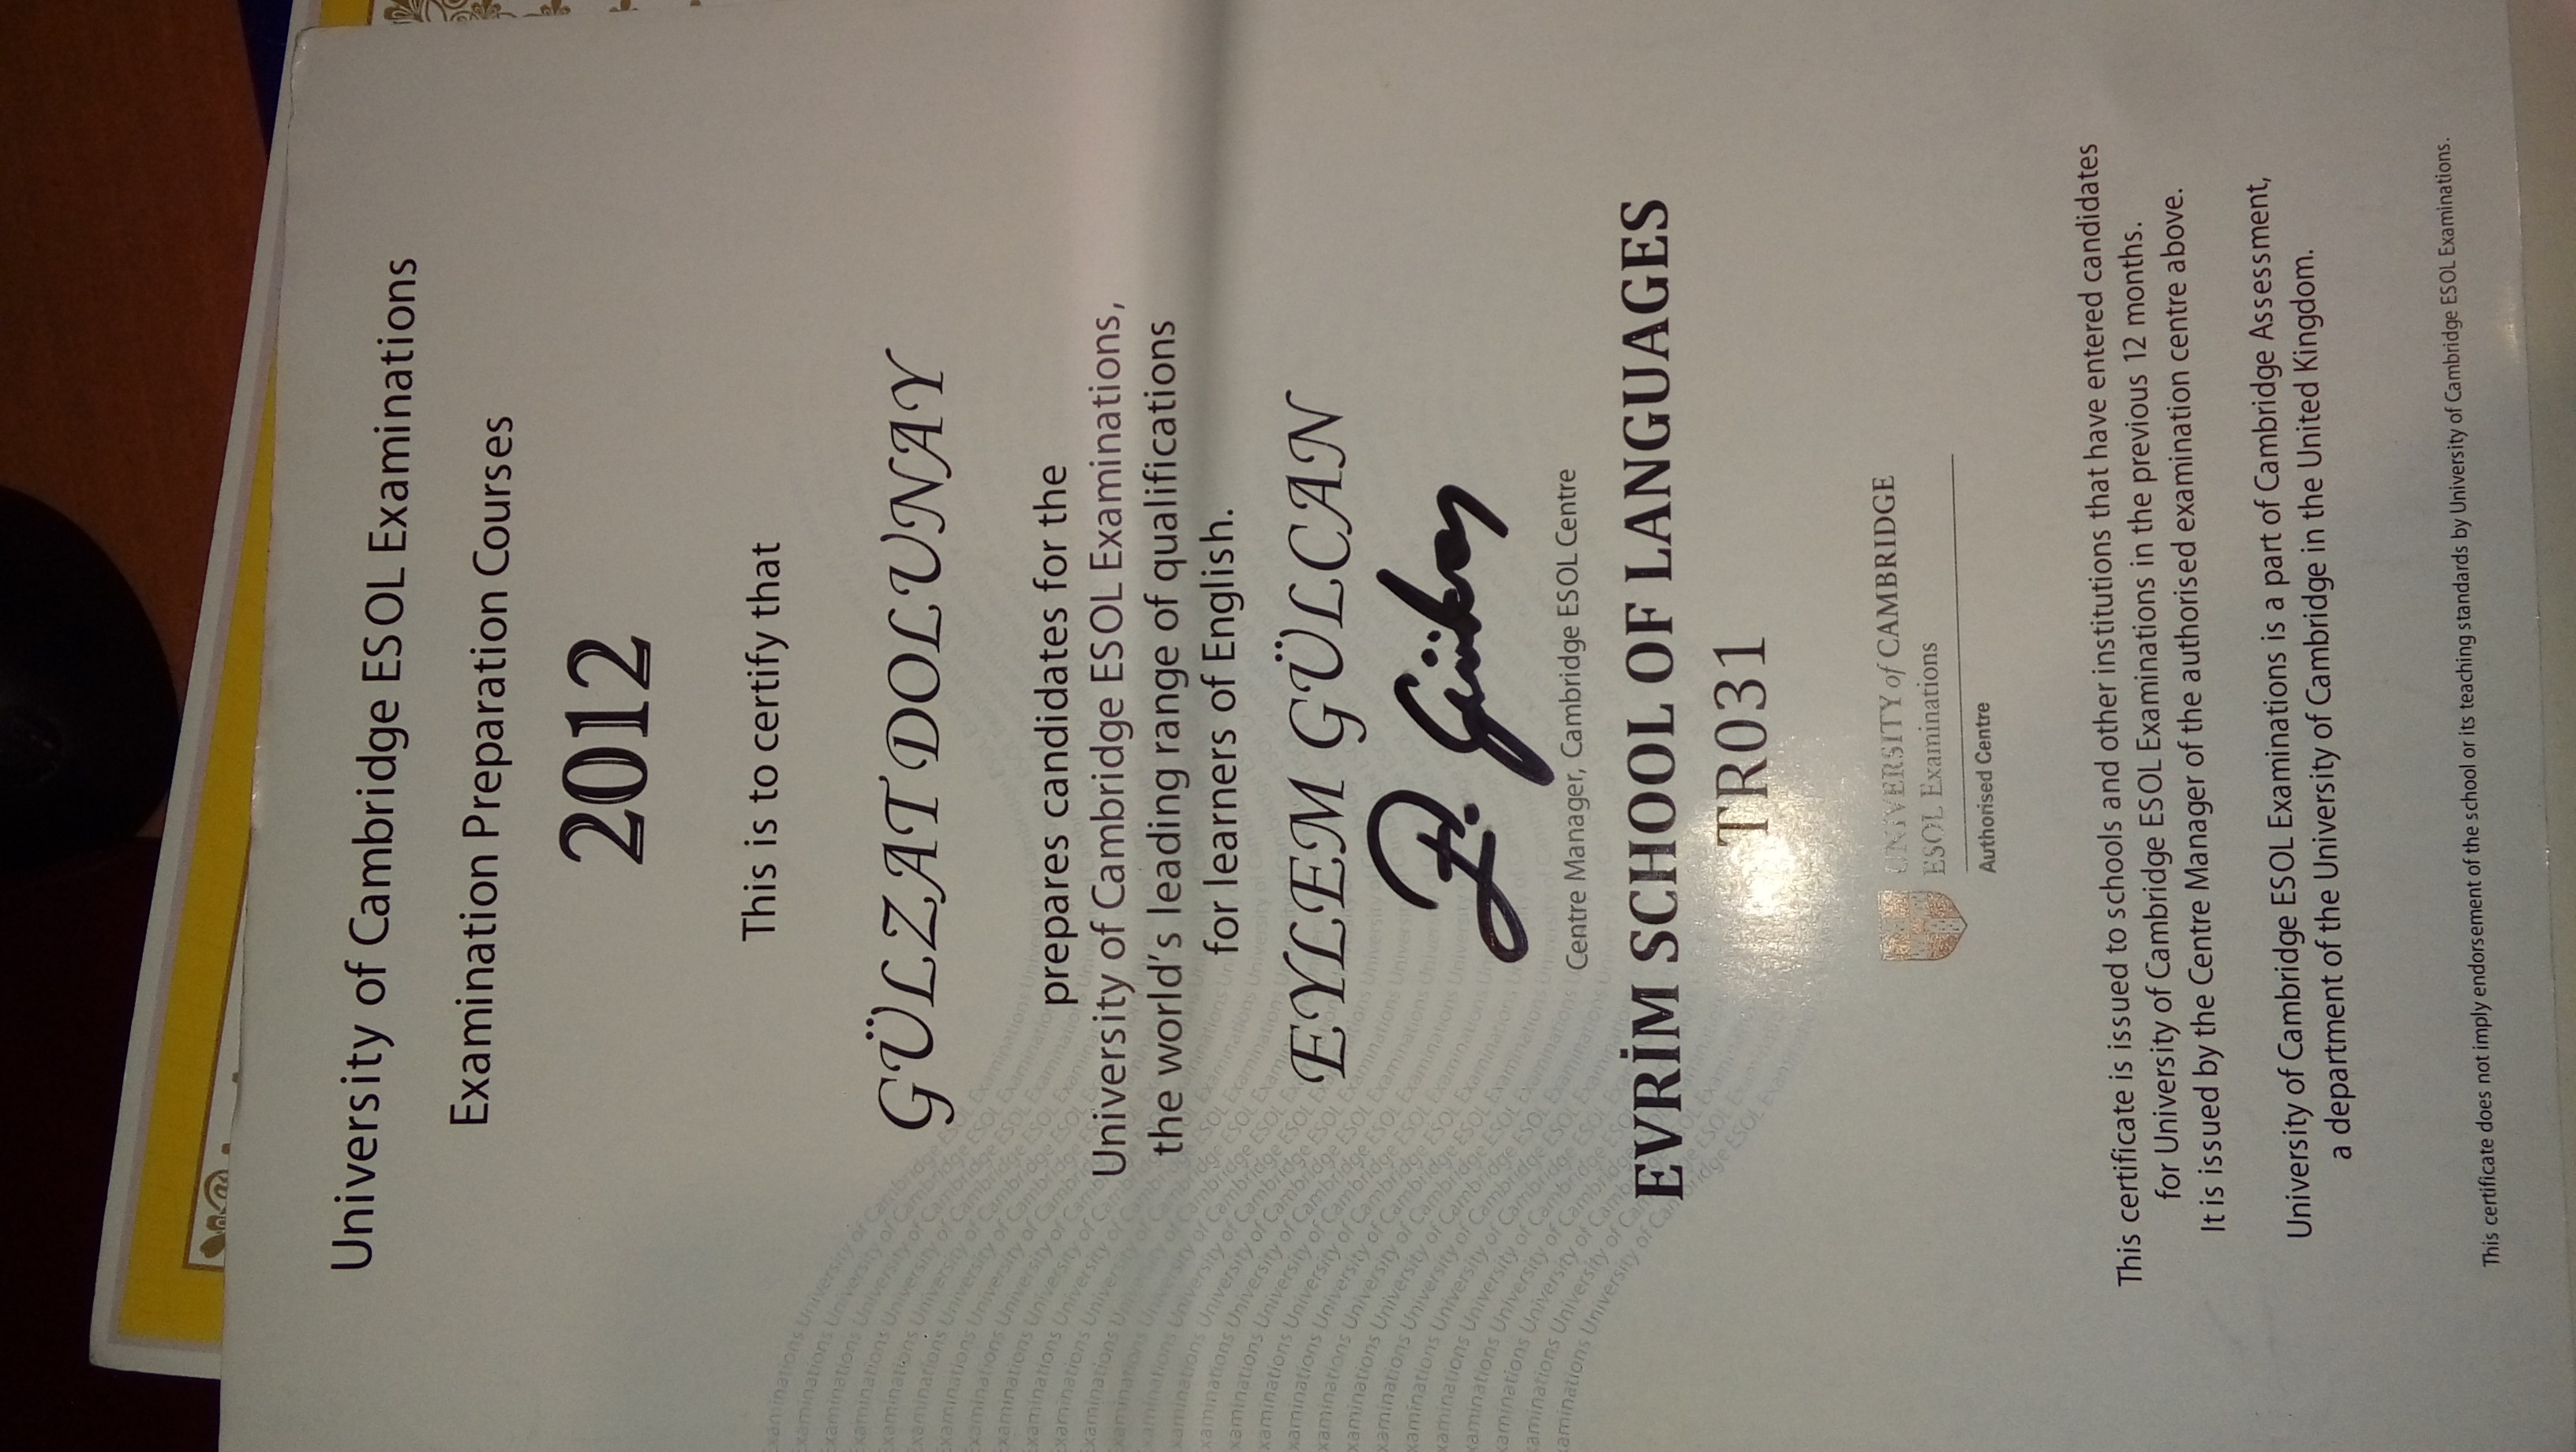 University of Cambridge ESOL Examinations
Examination Preparation Courses
2012
This is to certify that
GÜLZAT DOLUNAY
prepares candidates for the
University of Cambridge ESOL Examinations,
the world's leading range of qualifications
for learners of English.
EYLEM GÜLCAN
Centre Manager, Cambridge ESOL Centre
EVRİM SCHOOL OF LANGUAGES
TR031
UNIVERSITY of CAMBRIDGE
ESOL Examinations
Authorised Centre
This certificate is issued to schools and other institutions that have entered candidates
for University of Cambridge ESOL Examinations in the previous 12 months.
It is issued by the Centre Manager of the authorised examination centre above.
University of Cambridge ESOL Examinations is a part of Cambridge Assessment,
a department of the University of Cambridge in the United Kingdom.
This certificate does not imply endorsement of the school or its teaching standards by University of Cambridge ESOL Examinations.